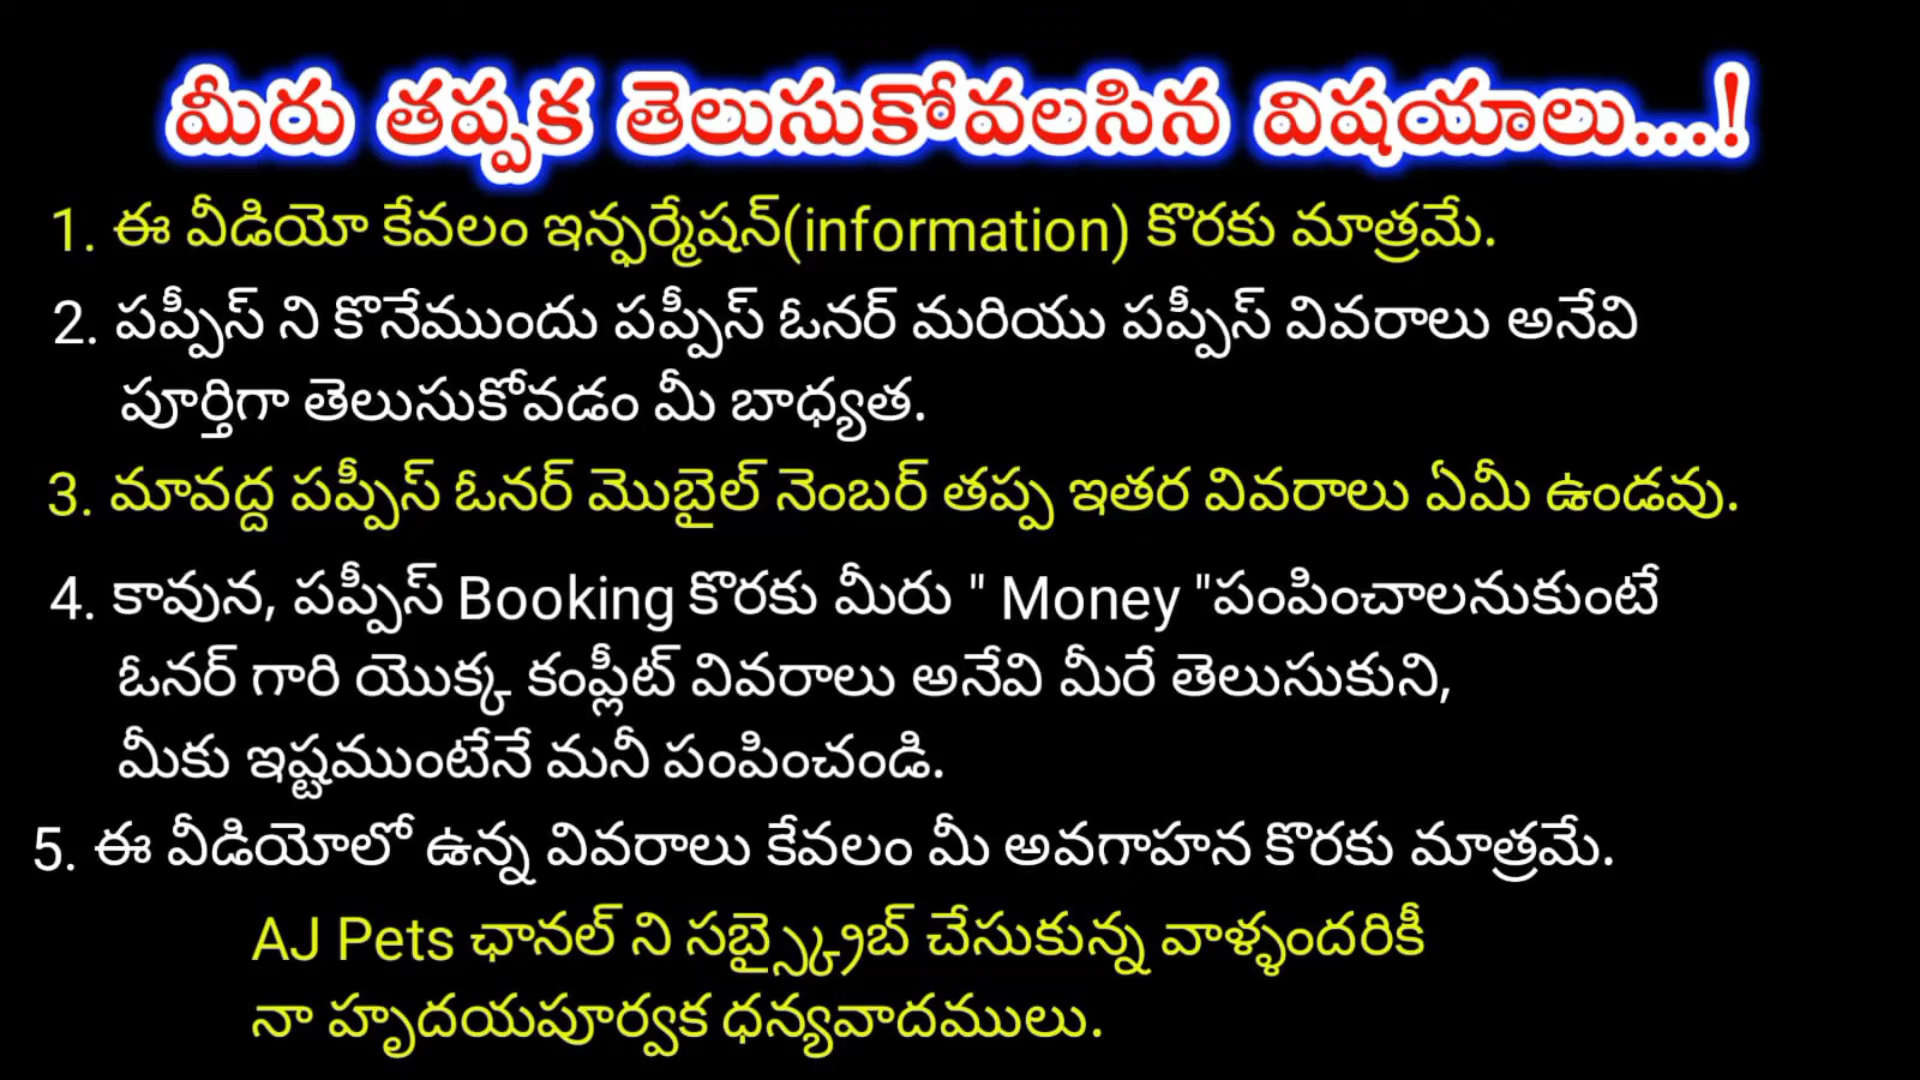 మీరు తప్పక తెలుసుకోవలసిన విషయాలు...!
1. ఈ వీడియో కేవలం ఇన్ఫర్మేషన్(information) కొరకు మాత్రమే.
2. పప్పీస్ ని కొనేముందు పప్పీస్ ఓనర్ మరియు పప్పీస్ వివరాలు అనేవి
పూర్తిగా తెలుసుకోవడం మీ బాధ్యత.
3. మావద్ద పప్పీస్ ఓనర్ మొబైల్ నెంబర్ తప్ప ఇతర వివరాలు ఏమీ ఉండవు.
4. కావున, పప్పీస్ Booking కొరకు మీరు " Money "పంపించాలనుకుంటే
ఓనర్ గారి యొక్క కంప్లీట్ వివరాలు అనేవి మీరే తెలుసుకుని,
మీకు ఇష్టముంటేనే మనీ పంపించండి.
5. ఈ వీడియోలో ఉన్న వివరాలు కేవలం మీ అవగాహన కొరకు మాత్రమే.
AJ Pets ఛానల్ ని సబ్స్క్రైబ్ చేసుకున్న వాళ్ళందరికీ
నా హృదయపూర్వక ధన్యవాదములు.